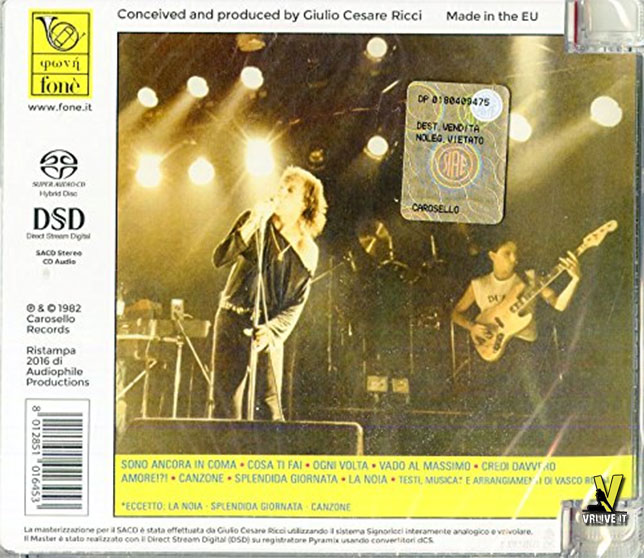 Conceived and produced by Giulio Cesare Ricci Made in the EU
φωνή
fonè
www.fone.it
SUPER AUDIO CD
Hybrid Disc
DSD
Direct Stream Digital
SACD Stereo
CD Audio
℗ & © 1982
Carosello
Records
Ristampa
2016 di
Audiophile
Productions
8 012851 016453
DP 0180409475
DEST. VENDITA
NOLEG. VIETATO
SIAE
CAROSELLO
SONO ANCORA IN COMA • COSA TI FAI • OGNI VOLTA • VADO AL MASSIMO • CREDI DAVVERO
AMORE!?! • CANZONE • SPLENDIDA GIORNATA • LA NOIA • TESTI, MUSICA* E ARRANGIAMENTI DI VASCO
*ECCETTO: LA NOIA - SPLENDIDA GIORNATA - CANZONE
VRLIVE.IT
La masterizzazione per il SACD è stata effettuata da Giulio Cesare Ricci utilizzando il sistema Signoricci interamente analogico e valvolare.
Il Master è stato realizzato con il Direct Stream Digital (DSD) su registratore Pyramix usando convertitori dCS.